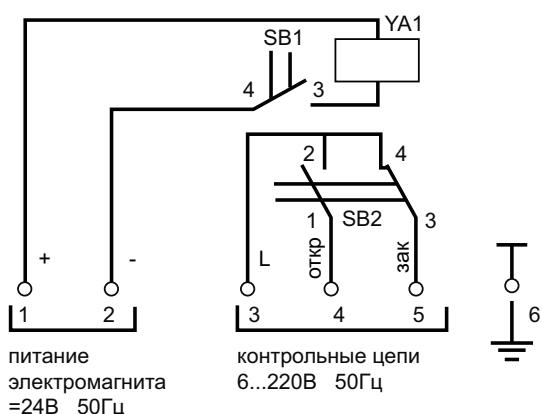 YA1
SB1
4 3
2 4
1 SB2 3
+ - L откр зак
1 2 3 4 5 6
питание
электромагнита
=24В 50Гц
контрольные цепи
6...220В 50Гц